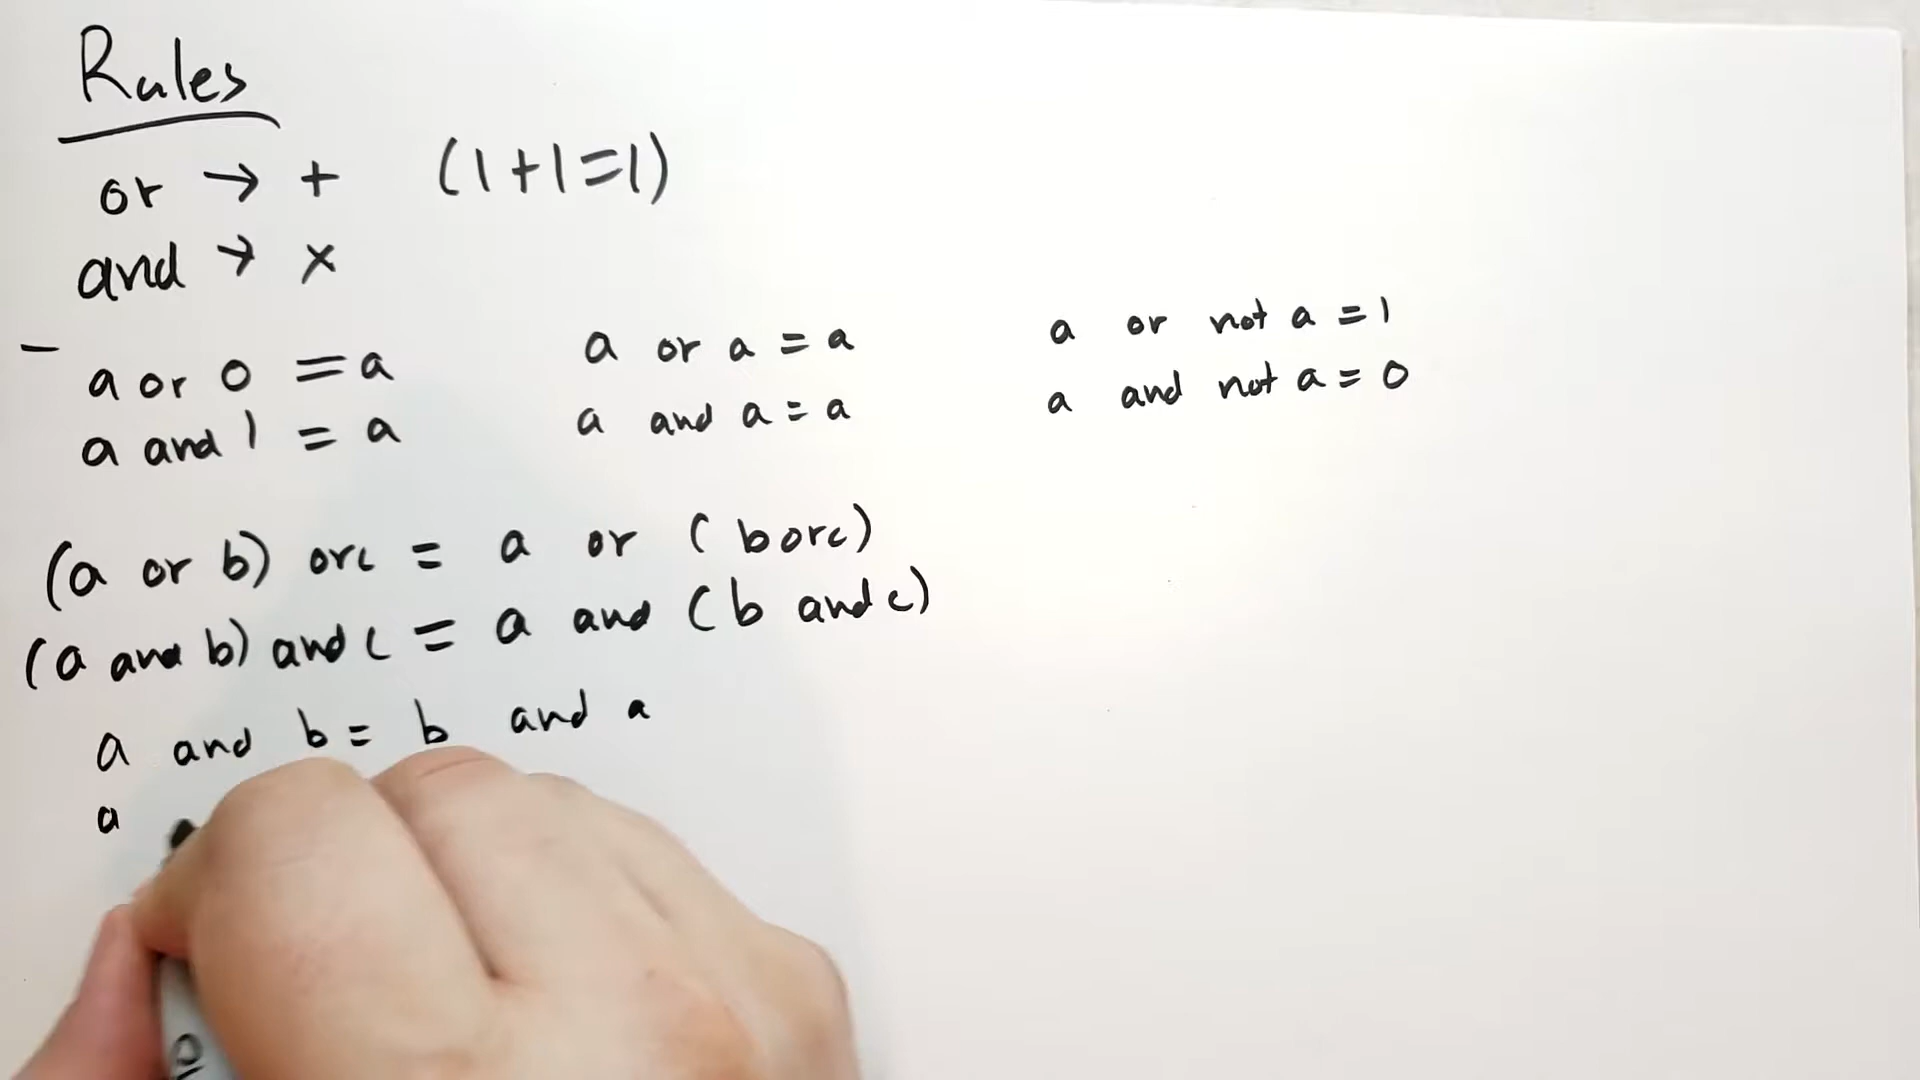 Rules
or → + (1+1=1)
and → ×
a or 0 = a
a and 1 = a
a or a = a
a and a = a
a or not a = 1
a and not a = 0
(a or b) or c = a or (b or c)
(a and b) and c = a and (b and c)
a and b = b and a
a